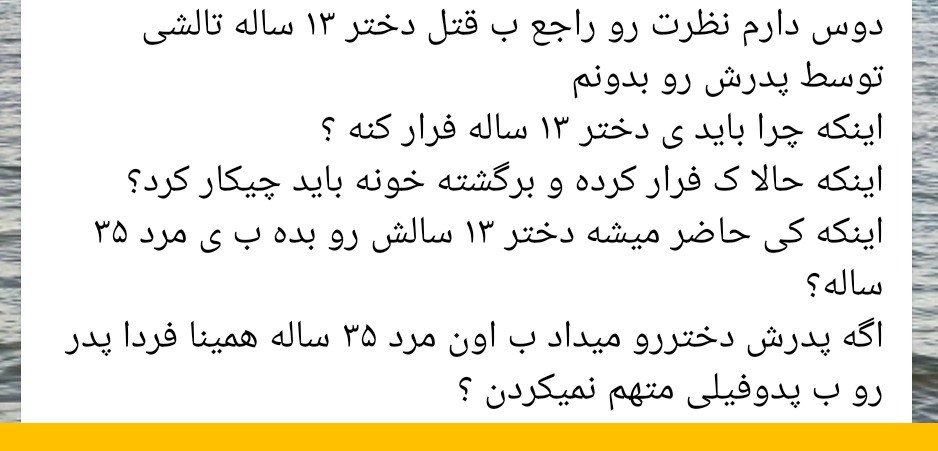 دوس دارم نظرت رو راجع ب قتل دختر ۱۳ ساله تالشی
توسط پدرش رو بدونم
اینکه چرا باید ی دختر ۱۳ ساله فرار کنه ؟
اینکه حالا ک فرار کرده و برگشته خونه باید چیکار کرد؟
اینکه کی حاضر میشه دختر ۱۳ سالش رو بده ب ی مرد ۳۵
ساله؟
اگه پدرش دختررو میداد ب اون مرد ۳۵ ساله همینا فردا پدر
رو ب پدوفیلی متهم نمیکردن ؟